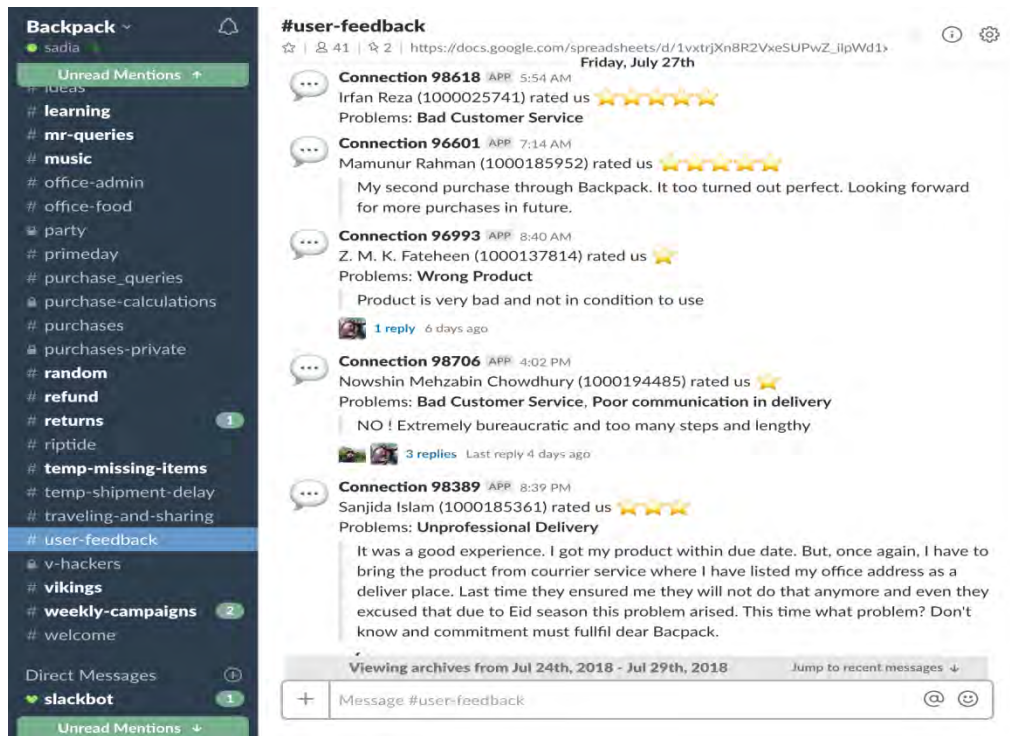 Backpack
sadia
Unread Mentions ↑
# ideas
# learning
# mr-queries
# music
# office-admin
# office-food
party
# primeday
# purchase_queries
purchase-calculations
# purchases
purchases-private
# random
# refund
# returns 1
# riptide
# temp-missing-items
# temp-shipment-delay
# traveling-and-sharing
# user-feedback
v-hackers
# vikings
# weekly-campaigns 2
# welcome
Direct Messages
slackbot 1
Unread Mentions ↓
#user-feedback
41 | 2 | https://docs.google.com/spreadsheets/d/1vxtrjXn8R2VxeSUPwZ_iIpWd1
Friday, July 27th
Connection 98618 APP 5:54 AM
Irfan Reza (1000025741) rated us
Problems: Bad Customer Service
Connection 96601 APP 7:14 AM
Mamunur Rahman (1000185952) rated us
My second purchase through Backpack. It too turned out perfect. Looking forward
for more purchases in future.
Connection 96993 APP 8:40 AM
Z. M. K. Fateheen (1000137814) rated us
Problems: Wrong Product
Product is very bad and not in condition to use
1 reply 6 days ago
Connection 98706 APP 4:02 PM
Nowshin Mehzabin Chowdhury (1000194485) rated us
Problems: Bad Customer Service, Poor communication in delivery
NO ! Extremely bureaucratic and too many steps and lengthy
3 replies Last reply 4 days ago
Connection 98389 APP 8:39 PM
Sanjida Islam (1000185361) rated us
Problems: Unprofessional Delivery
It was a good experience. I got my product within due date. But, once again, I have to
bring the product from courrier service where I have listed my office address as a
deliver place. Last time they ensured me they will not do that anymore and even they
excused that due to Eid season this problem arised. This time what problem? Don't
know and commitment must fullfil dear Bacpack.
Viewing archives from Jul 24th, 2018 - Jul 29th, 2018 Jump to recent messages ↓
+ Message #user-feedback @